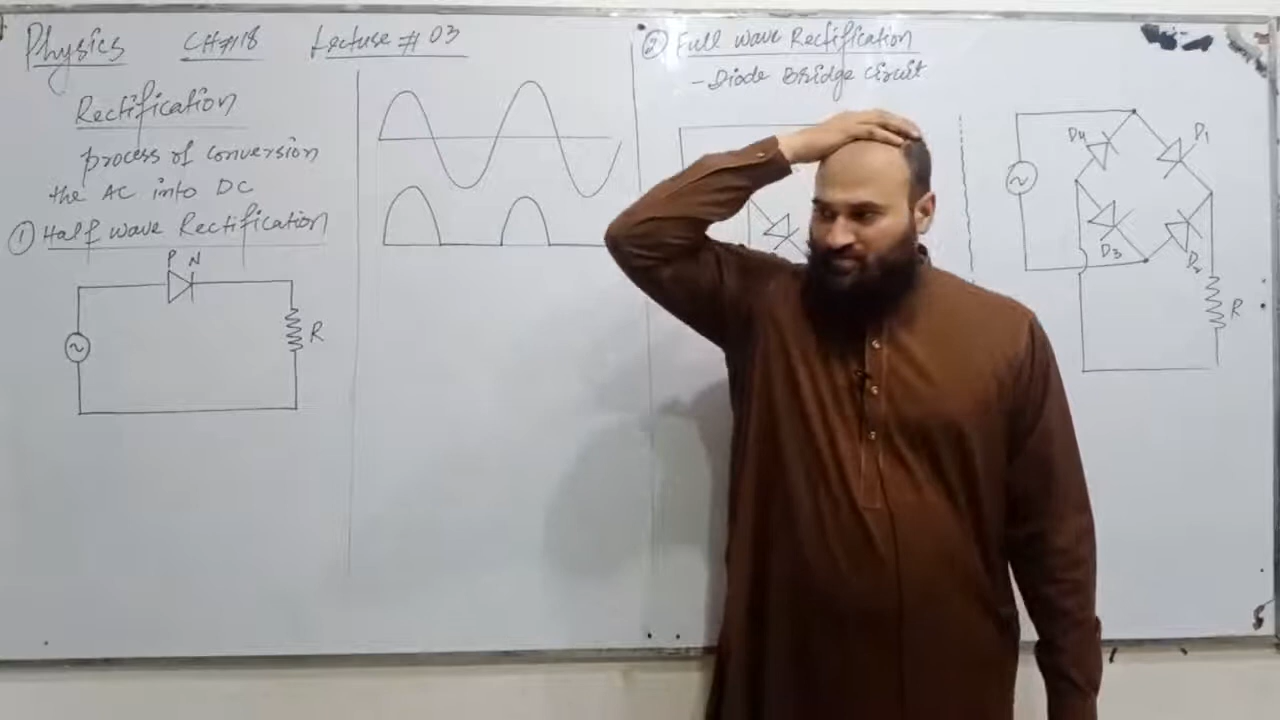 Physics CH#18 Lecture # 03
Rectification
process of conversion
the AC into DC
① Half wave Rectification
P N
~
R
② Full wave Rectification
- Diode Bridge Circuit
D4 D1
~
D3 D2
R